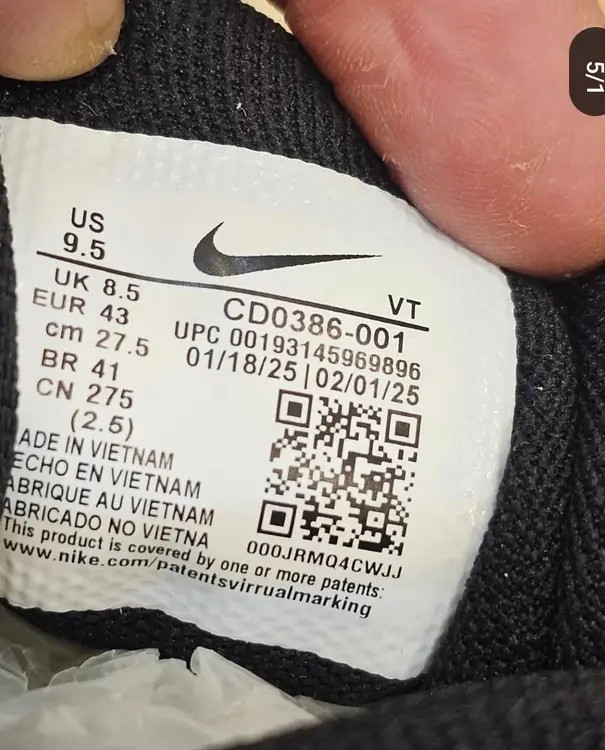 5/1
US
9.5
VT
UK 8.5
EUR 43
cm 27.5
BR 41
CN 275
(2.5)
CD0386-001
UPC 00193145969896
01/18/25 | 02/01/25
000JRMQ4CWJJ
ADE IN VIETNAM
ECHO EN VIETNAM
ABRIQUE AU VIETNAM
ABRICADO NO VIETNA
This product is covered by one or more patents:
www.nike.com/patentsvirrualmarking